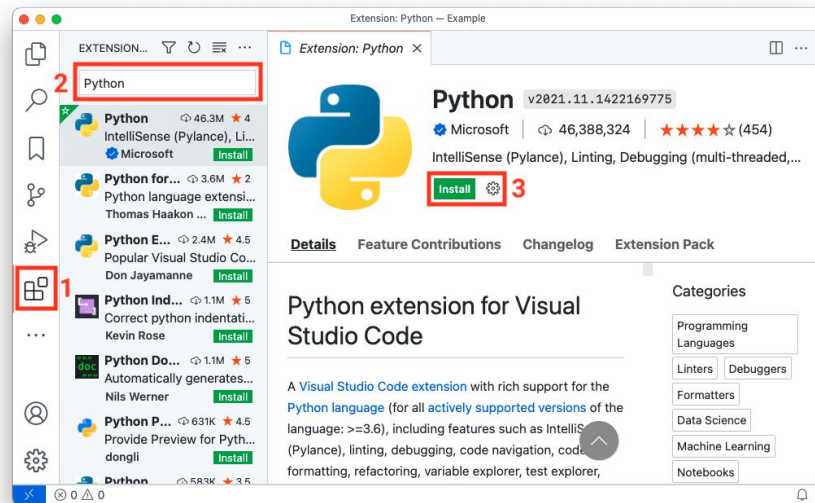 Extension: Python — Example
EXTENSION... ...
Extension: Python ×
...
2
Python
Python 46.3M ★ 4
IntelliSense (Pylance), Li...
Microsoft Install
Python for... 3.6M ★ 2
Python language extensi...
Thomas Haakon ... Install
Python E... 2.4M ★ 4.5
Popular Visual Studio Co...
Don Jayamanne Install
1
Python Ind... 1.1M ★ 5
Correct python indentati...
Kevin Rose Install
doc
Python Do... 1.1M ★ 5
Automatically generates...
Nils Werner Install
Python P... 631K ★ 4.5
Provide Preview for Pyth...
dongli Install
Python 583K ★ 3.5
Python v2021.11.1422169775
Microsoft | 46,388,324 | ★★★★☆ (454)
IntelliSense (Pylance), Linting, Debugging (multi-threaded,...
Install 3
Details Feature Contributions Changelog Extension Pack
Python extension for Visual
Studio Code
A Visual Studio Code extension with rich support for the
Python language (for all actively supported versions of the
language: >=3.6), including features such as IntelliS
(Pylance), linting, debugging, code navigation, code
formatting, refactoring, variable explorer, test explorer,
Categories
Programming
Languages
Linters Debuggers
Formatters
Data Science
Machine Learning
Notebooks
0 0